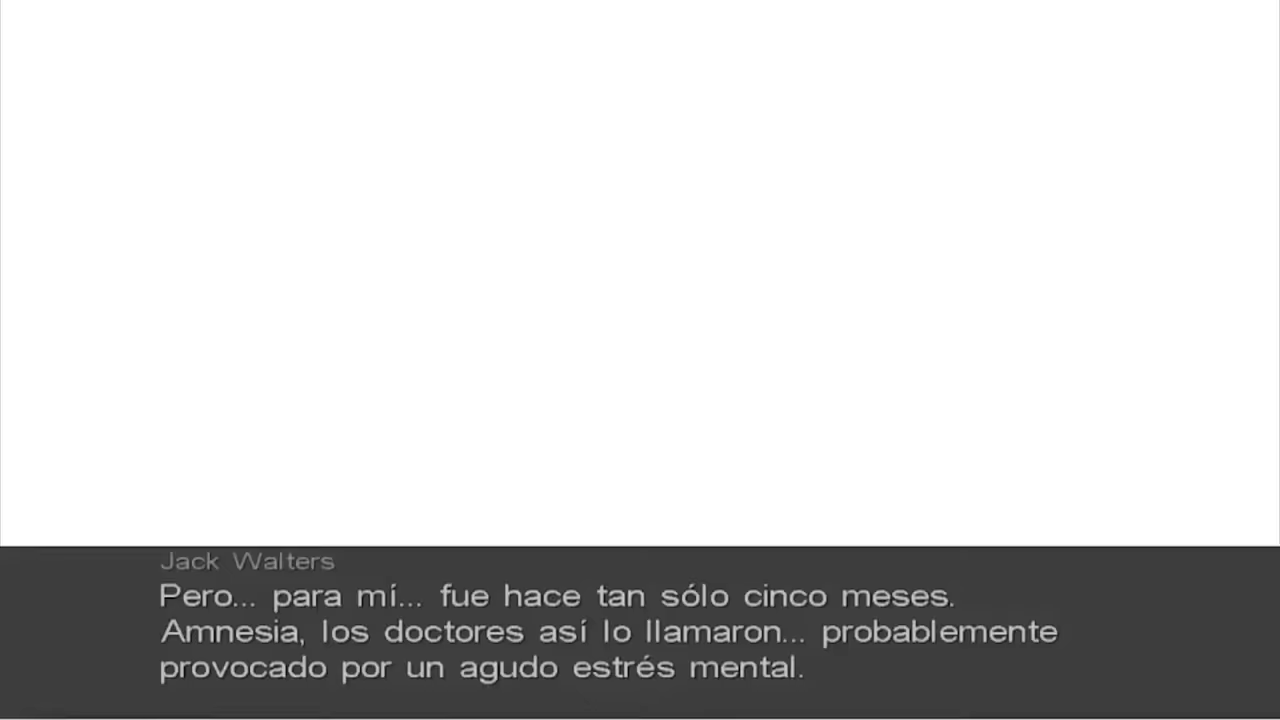 Jack Walters
Pero... para mí... fue hace tan sólo cinco meses.
Amnesia, los doctores así lo llamaron... probablemente
provocado por un agudo estrés mental.